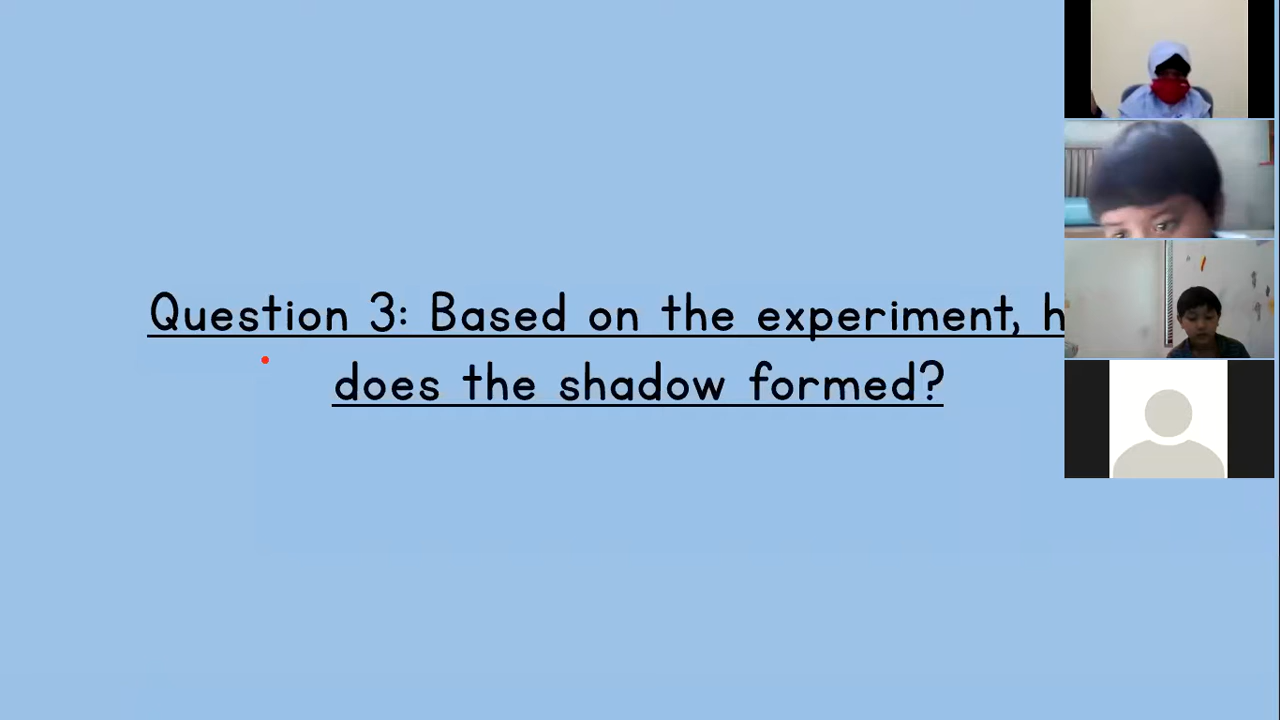 Question 3: Based on the experiment,
does the shadow formed?